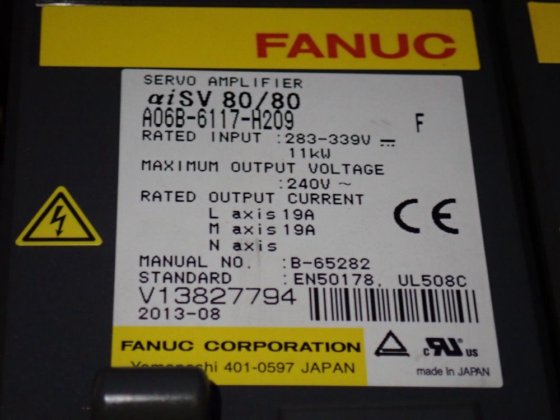 FANUC
SERVO AMPLIFIER
αiSV 80/80
A06B-6117-H209 F
RATED INPUT :283-339V ⎓
11kW
MAXIMUM OUTPUT VOLTAGE
:240V ~
RATED OUTPUT CURRENT
L axis 19A
M axis 19A
N axis
CE
MANUAL NO. :B-65282
STANDARD :EN50178, UL508C
V13827794
2013-08
FANUC CORPORATION
Yamanashi 401-0597 JAPAN
c RU us
made in JAPAN